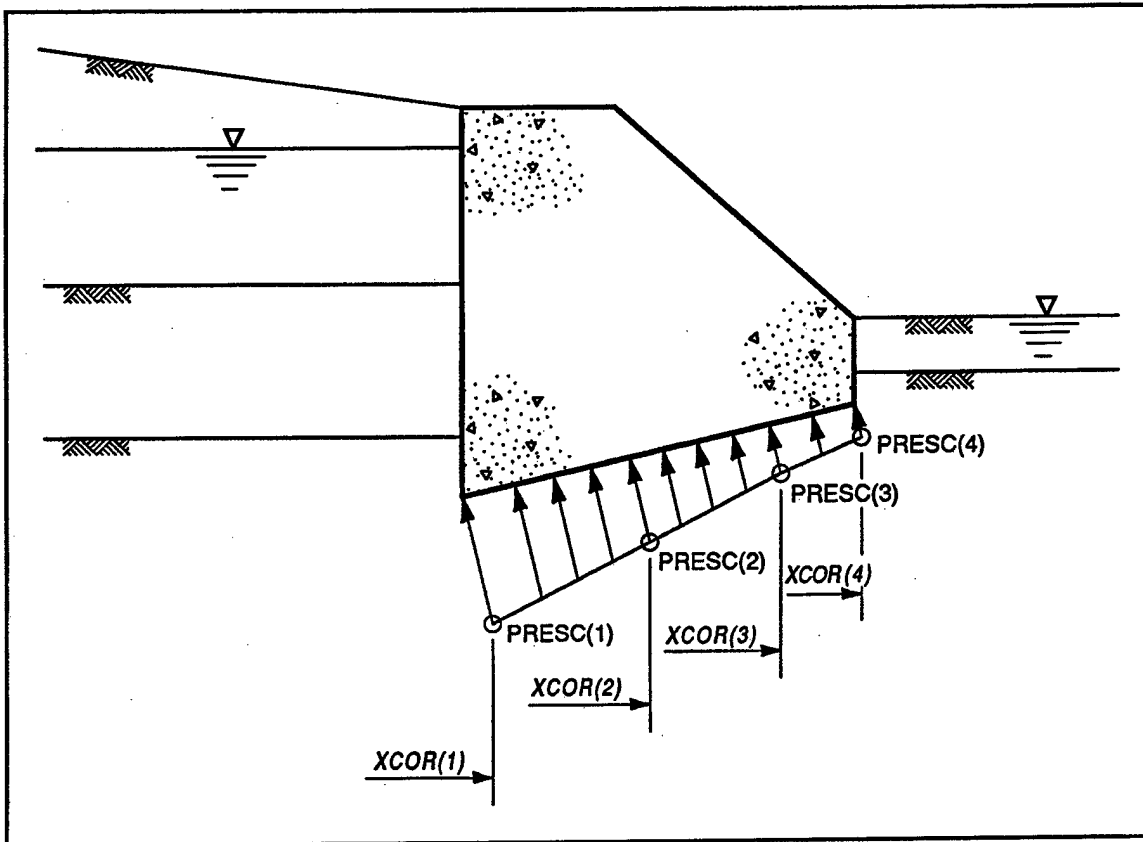 PRESC(4)
PRESC(3)
PRESC(2)
XCOR(4)
PRESC(1)
XCOR(3)
XCOR(2)
XCOR(1)